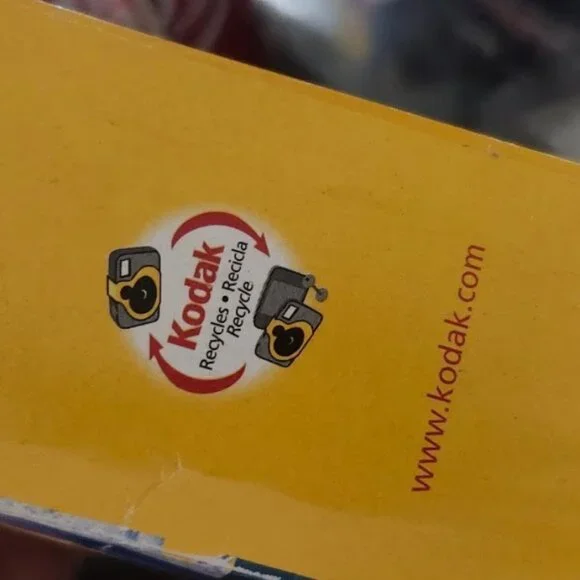 Kodak
Recycles • Recicla
Recycle
www.kodak.com